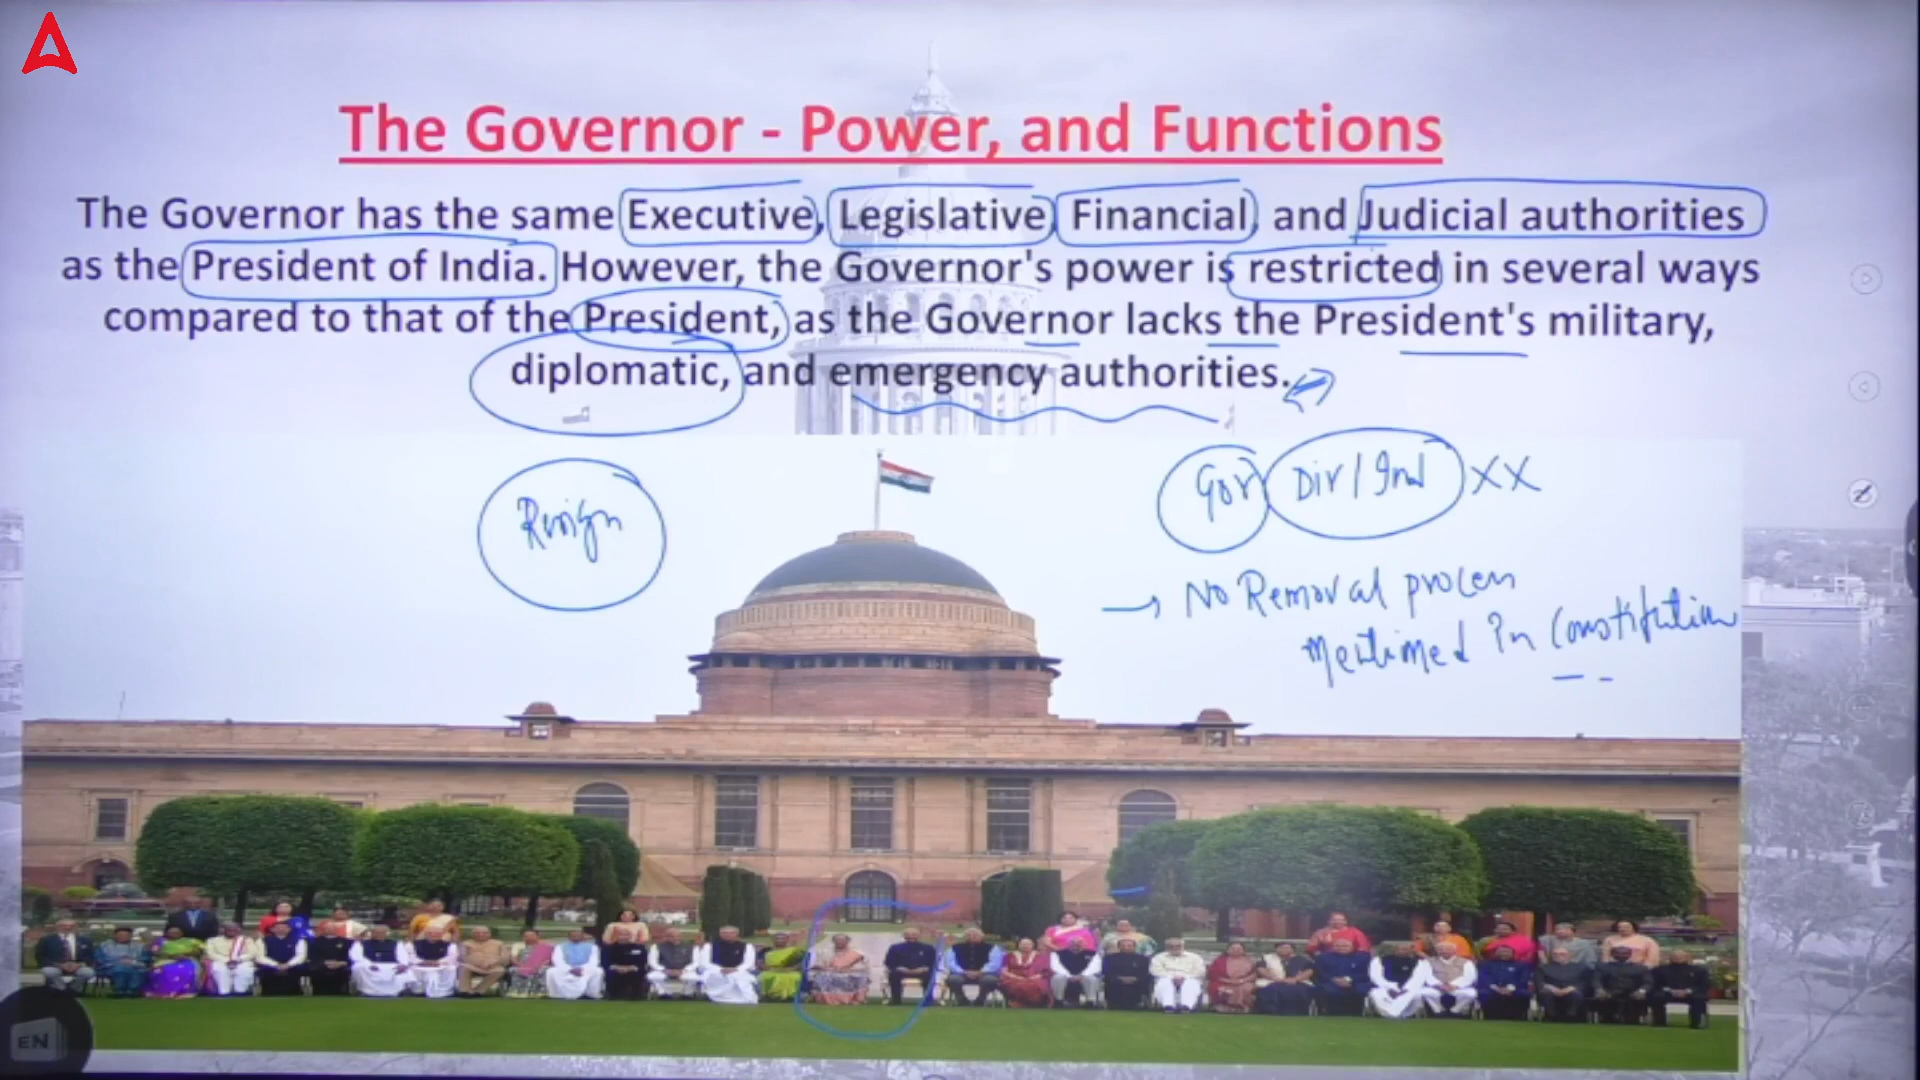 The Governor - Power, and Functions
The Governor has the same Executive, Legislative, Financial, and Judicial authorities
as the President of India. However, the Governor's power is restricted in several ways
compared to that of the President, as the Governor lacks the President's military,
diplomatic, and emergency authorities.
Resign
Gov Dir/Ind XX
→ No Removal process
Mentioned in Constitution
EN